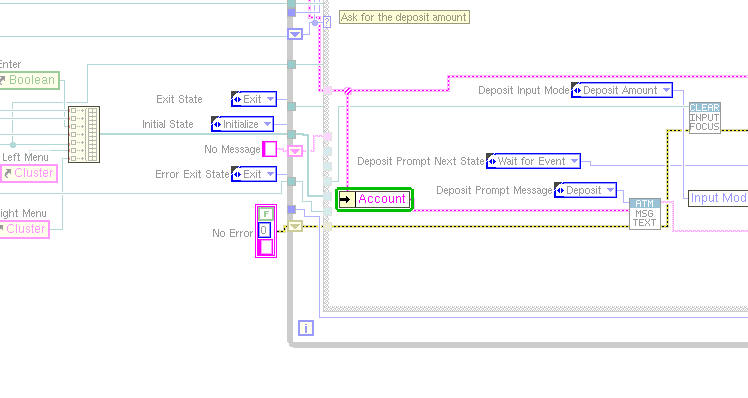 Ask for the deposit amount
?
Enter
Boolean
Deposit Input Mode
Deposit Amount
Exit State
Exit
CLEAR
INPUT
FOCUS
Initial State
Initialize
No Message
Left Menu
Cluster
Deposit Prompt Next State
Wait for Event
Error Exit State
Exit
Deposit Prompt Message
Deposit
Account
Input Mod
ATM
MSG
TEXT
ight Menu
Cluster
F
0
No Error
i